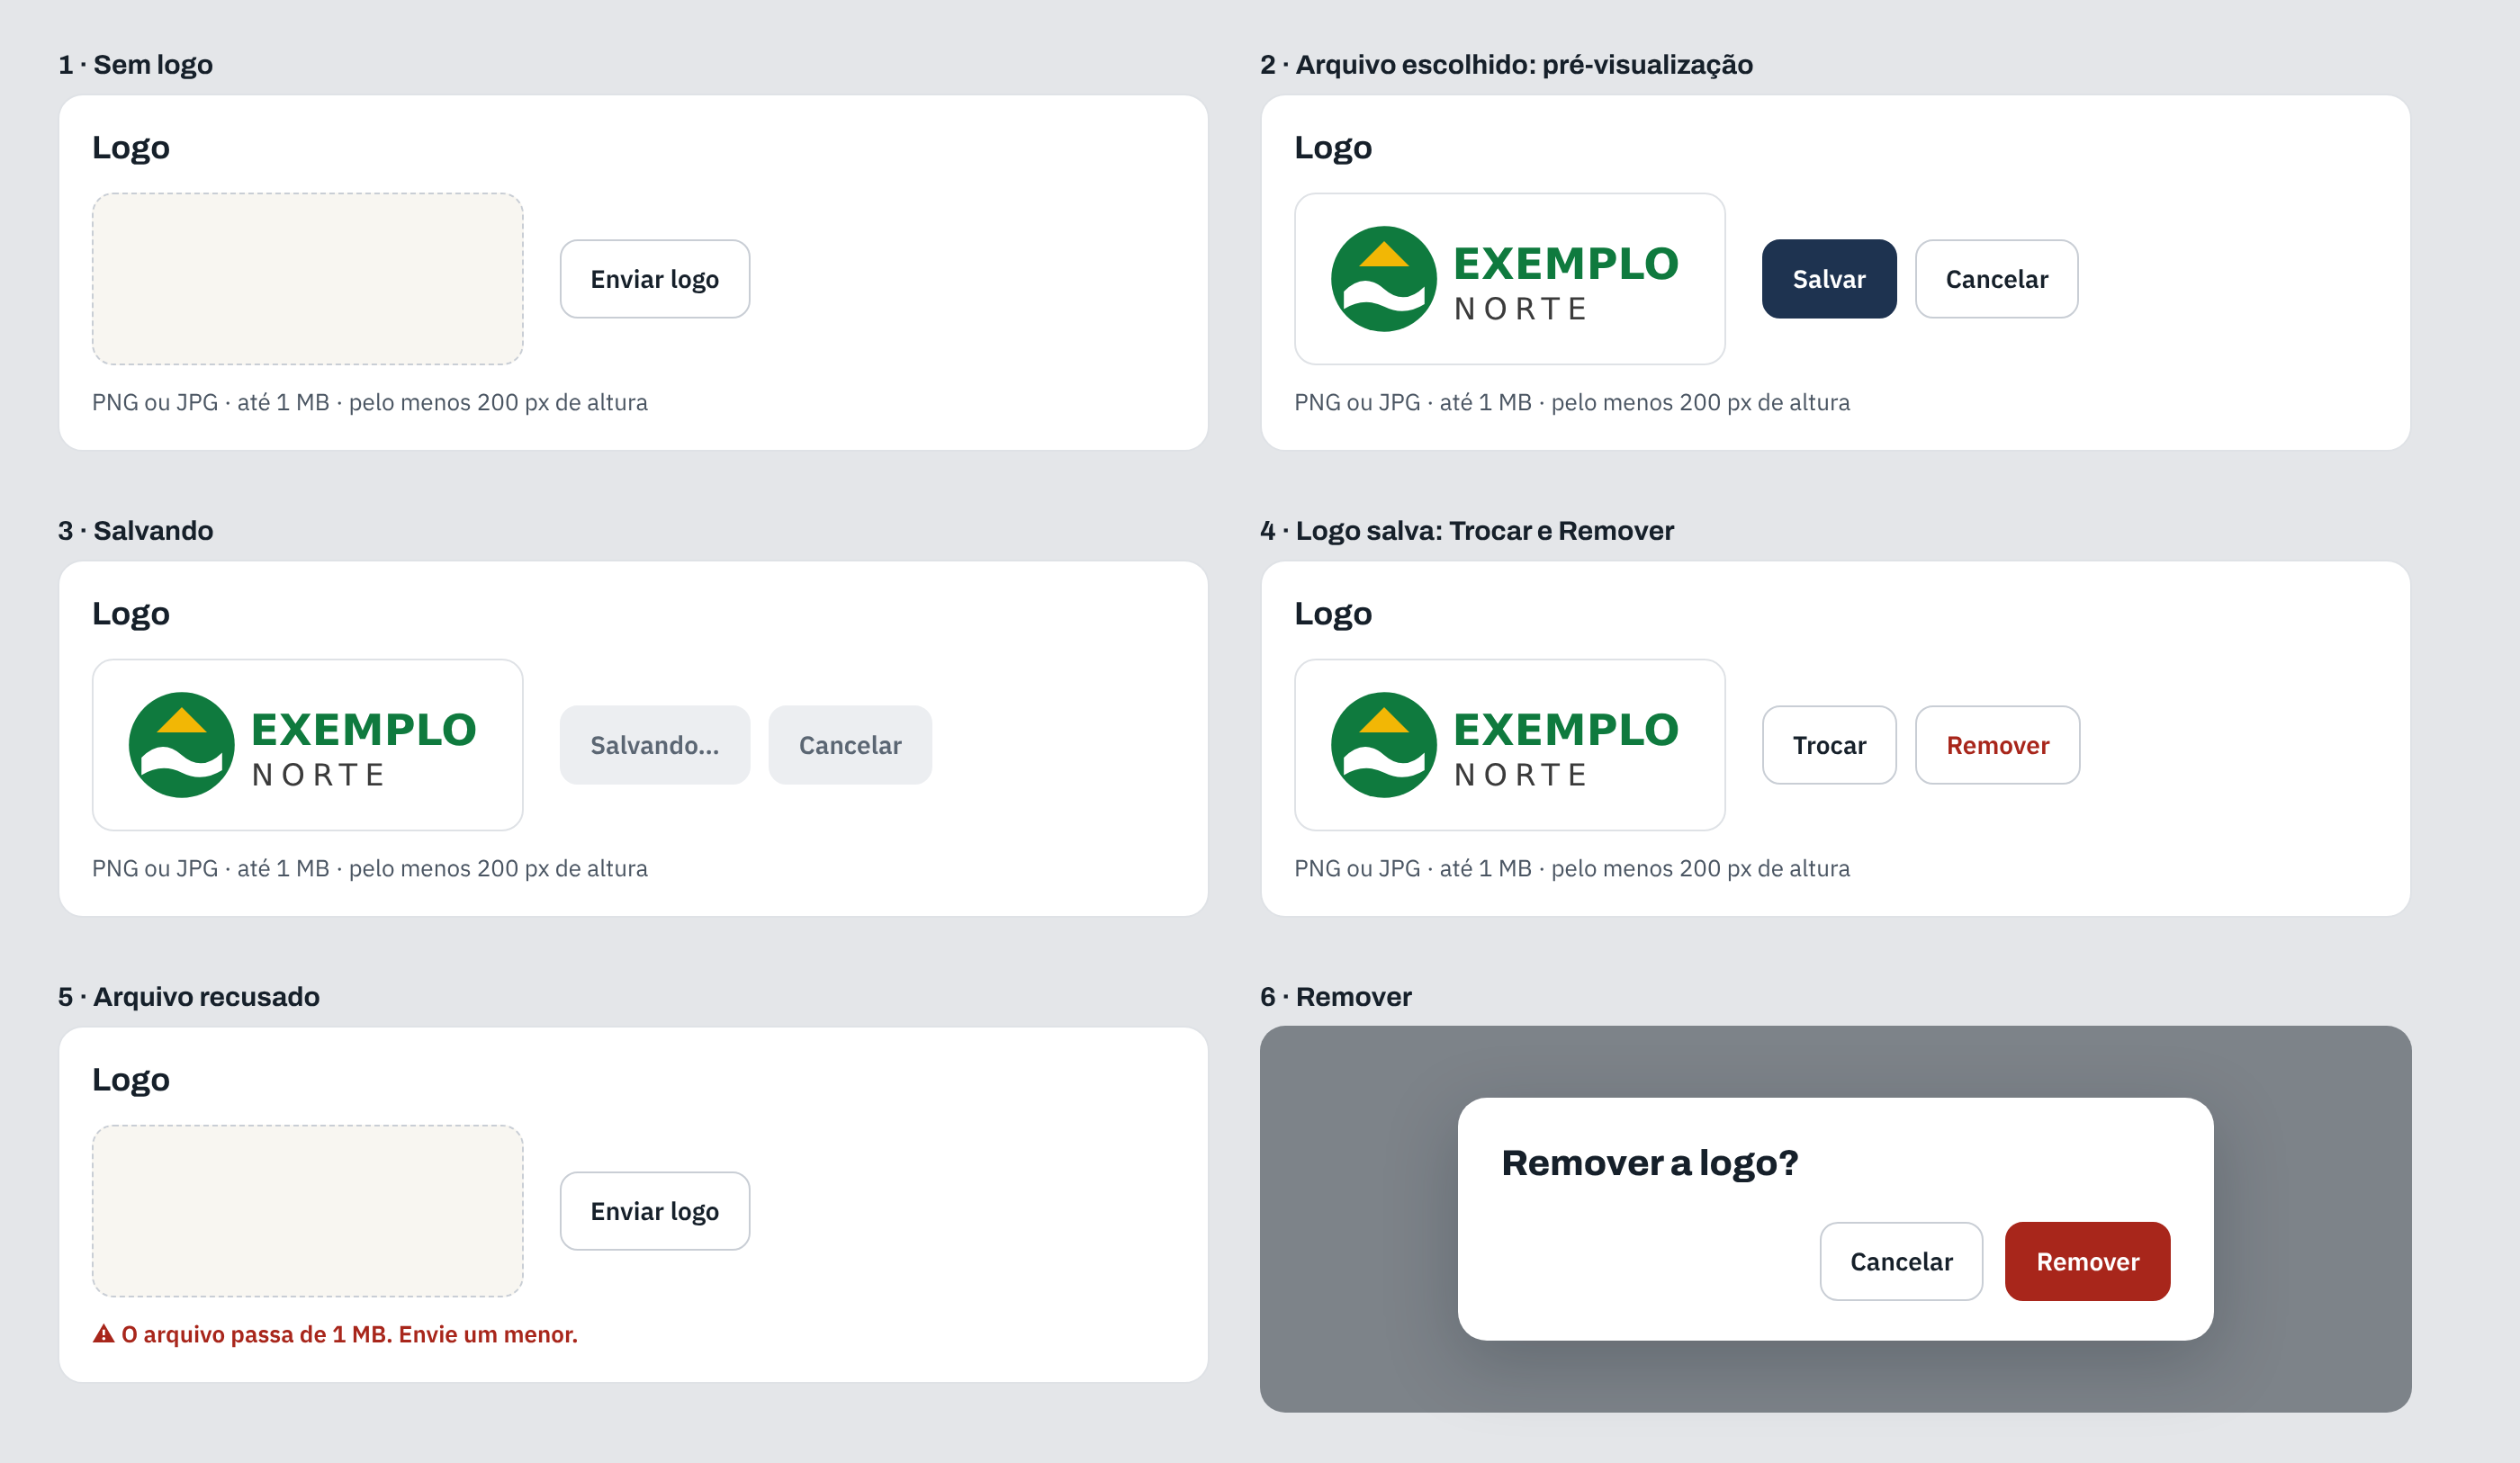 1 · Sem logo
Logo
Enviar logo
PNG ou JPG · até 1 MB · pelo menos 200 px de altura
2 · Arquivo escolhido: pré-visualização
Logo
EXEMPLO
NORTE
Salvar
Cancelar
PNG ou JPG · até 1 MB · pelo menos 200 px de altura
3 · Salvando
Logo
EXEMPLO
NORTE
Salvando...
Cancelar
PNG ou JPG · até 1 MB · pelo menos 200 px de altura
4 · Logo salva: Trocar e Remover
Logo
EXEMPLO
NORTE
Trocar
Remover
PNG ou JPG · até 1 MB · pelo menos 200 px de altura
5 · Arquivo recusado
Logo
Enviar logo
O arquivo passa de 1 MB. Envie um menor.
6 · Remover
Remover a logo?
Cancelar
Remover